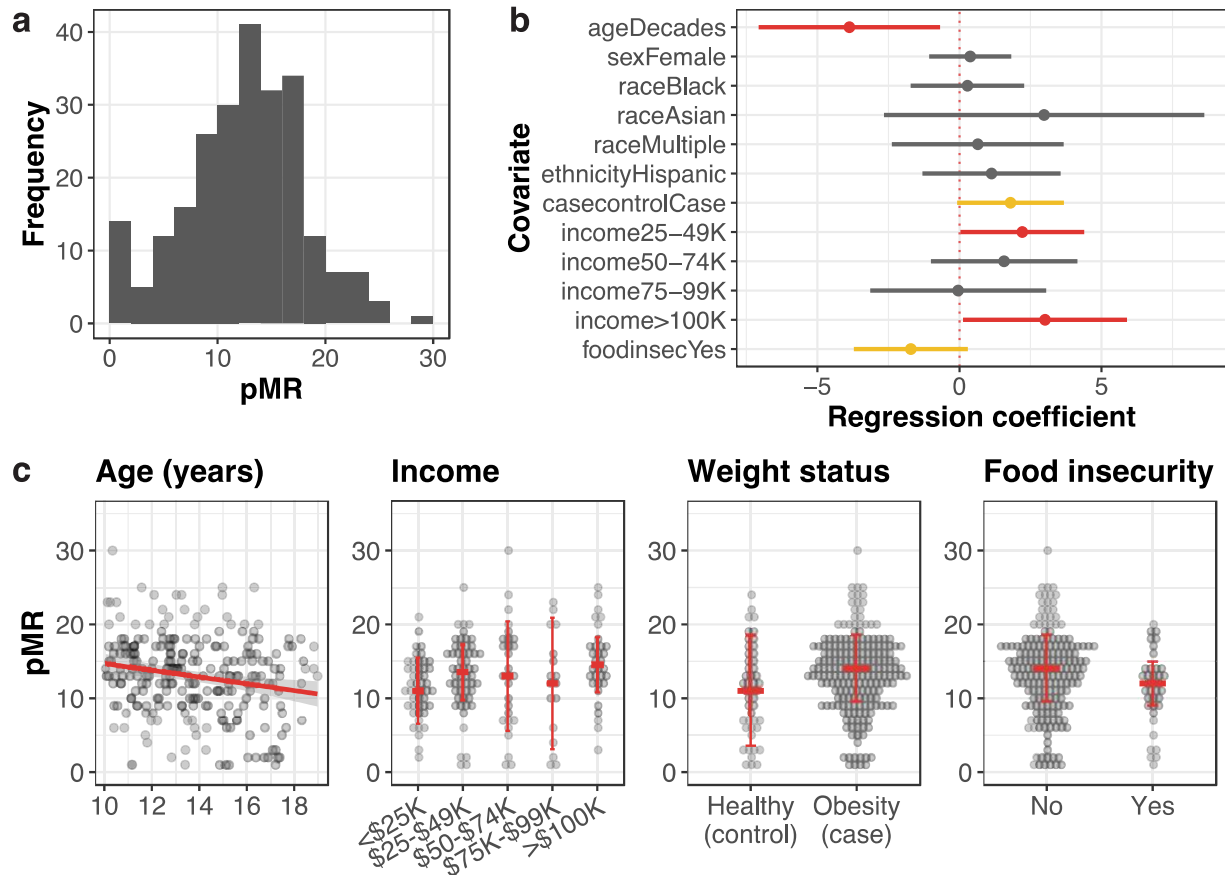 a
Frequency
40
30
20
10
0
0 10 20 30
pMR
b
Covariate
ageDecades
sexFemale
raceBlack
raceAsian
raceMultiple
ethnicityHispanic
casecontrolCase
income25−49K
income50−74K
income75−99K
income>100K
foodinsecYes
−5 0 5
Regression coefficient
c
Age (years)
pMR
30
20
10
0
10 12 14 16 18
Income
30
20
10
0
<$25K
$25-$49K
$50-$74K
$75K-$99K
>$100K
Weight status
30
20
10
0
Healthy
(control)
Obesity
(case)
Food insecurity
30
20
10
0
No Yes